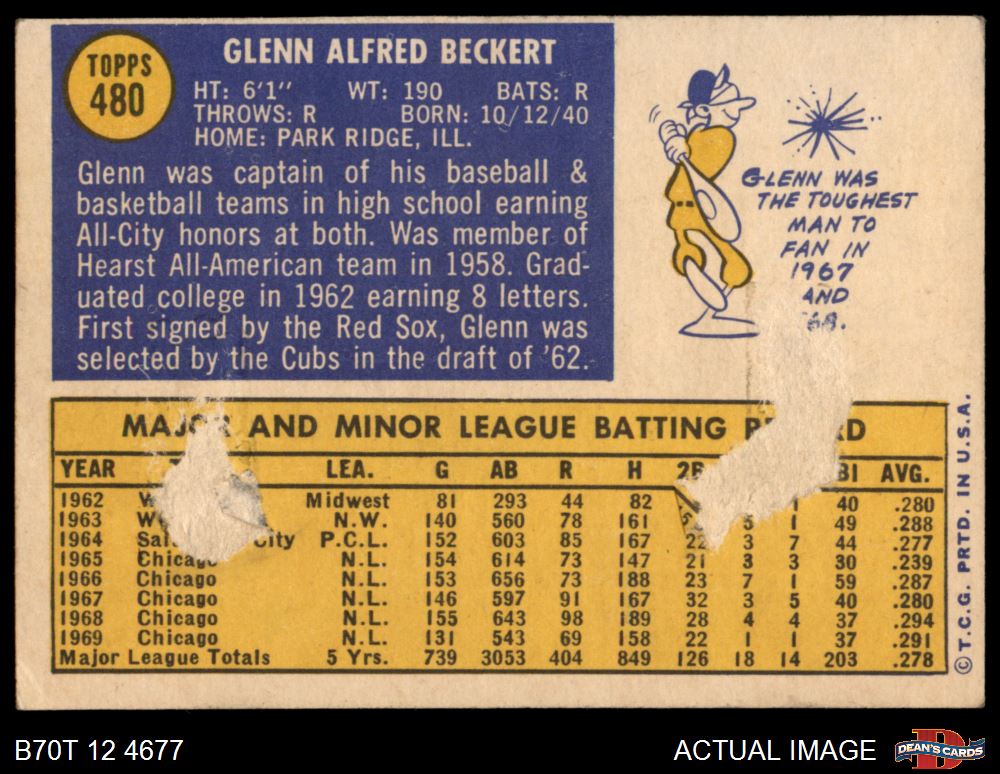 TOPPS
480
GLENN ALFRED BECKERT
HT: 6'1" WT: 190 BATS: R
THROWS: R BORN: 10/12/40
HOME: PARK RIDGE, ILL.
Glenn was captain of his baseball &
basketball teams in high school earning
All-City honors at both. Was member of
Hearst All-American team in 1958. Grad-
uated college in 1962 earning 8 letters.
First signed by the Red Sox, Glenn was
selected by the Cubs in the draft of '62.
GLENN WAS
THE TOUGHEST
MAN TO
FAN IN
1967
AND
'68.
AND MINOR LEAGUE BATTING
YEAR LEA. G AB R H AVG.
1962 Midwest 81 293 44 82 1 40 .280
1963 N.W. 140 560 78 161 5 1 49 .288
1964 City P.C.L. 152 603 85 167 22 3 7 44 .277
1965 Chicago N.L. 154 614 73 147 21 3 3 30 .239
1966 Chicago N.L. 153 656 73 188 23 7 1 59 .287
1967 Chicago N.L. 146 597 91 167 32 3 5 40 .280
1968 Chicago N.L. 155 643 98 189 28 4 4 37 .294
1969 Chicago N.L. 131 543 69 158 22 1 1 37 .291
Major League Totals 5 Yrs. 739 3053 404 849 126 18 14 203 .278
© T.C.G. PRTD. IN U.S.A.
B70T 12 4677
ACTUAL IMAGE
DEAN'S CARDS